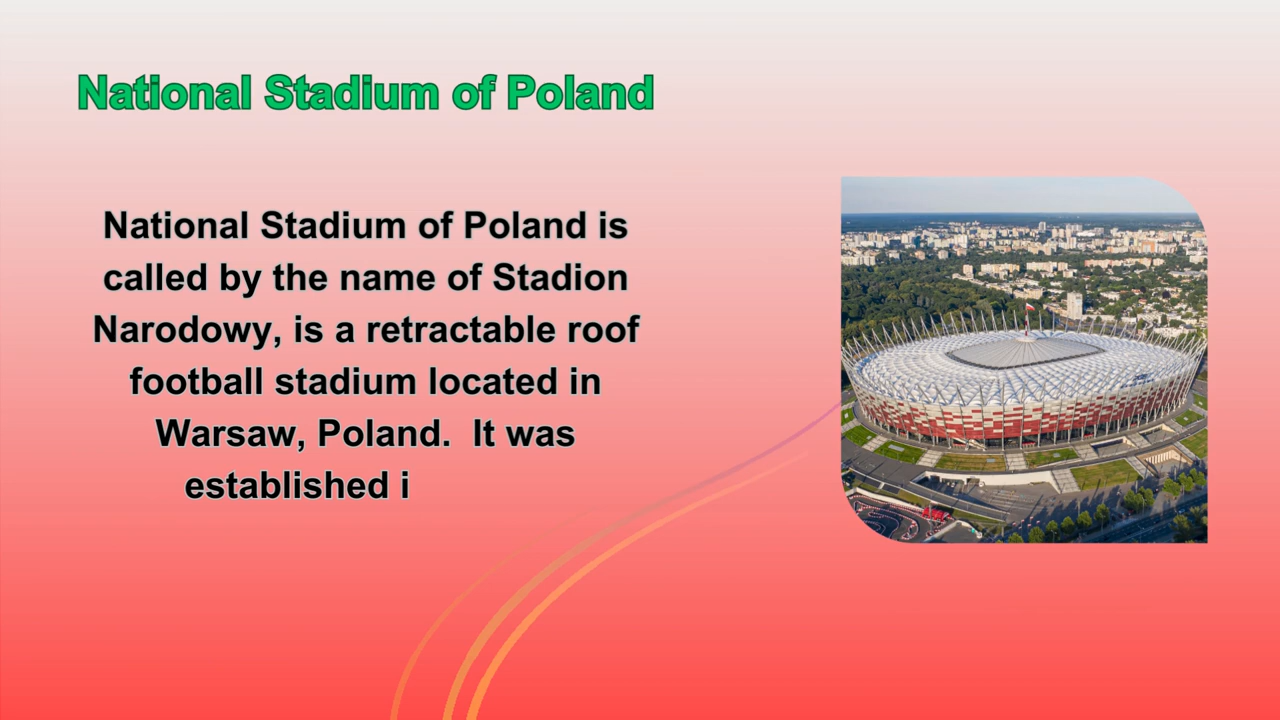 National Stadium of Poland
National Stadium of Poland is
called by the name of Stadion
Narodowy, is a retractable roof
football stadium located in
Warsaw, Poland.  It was
established i